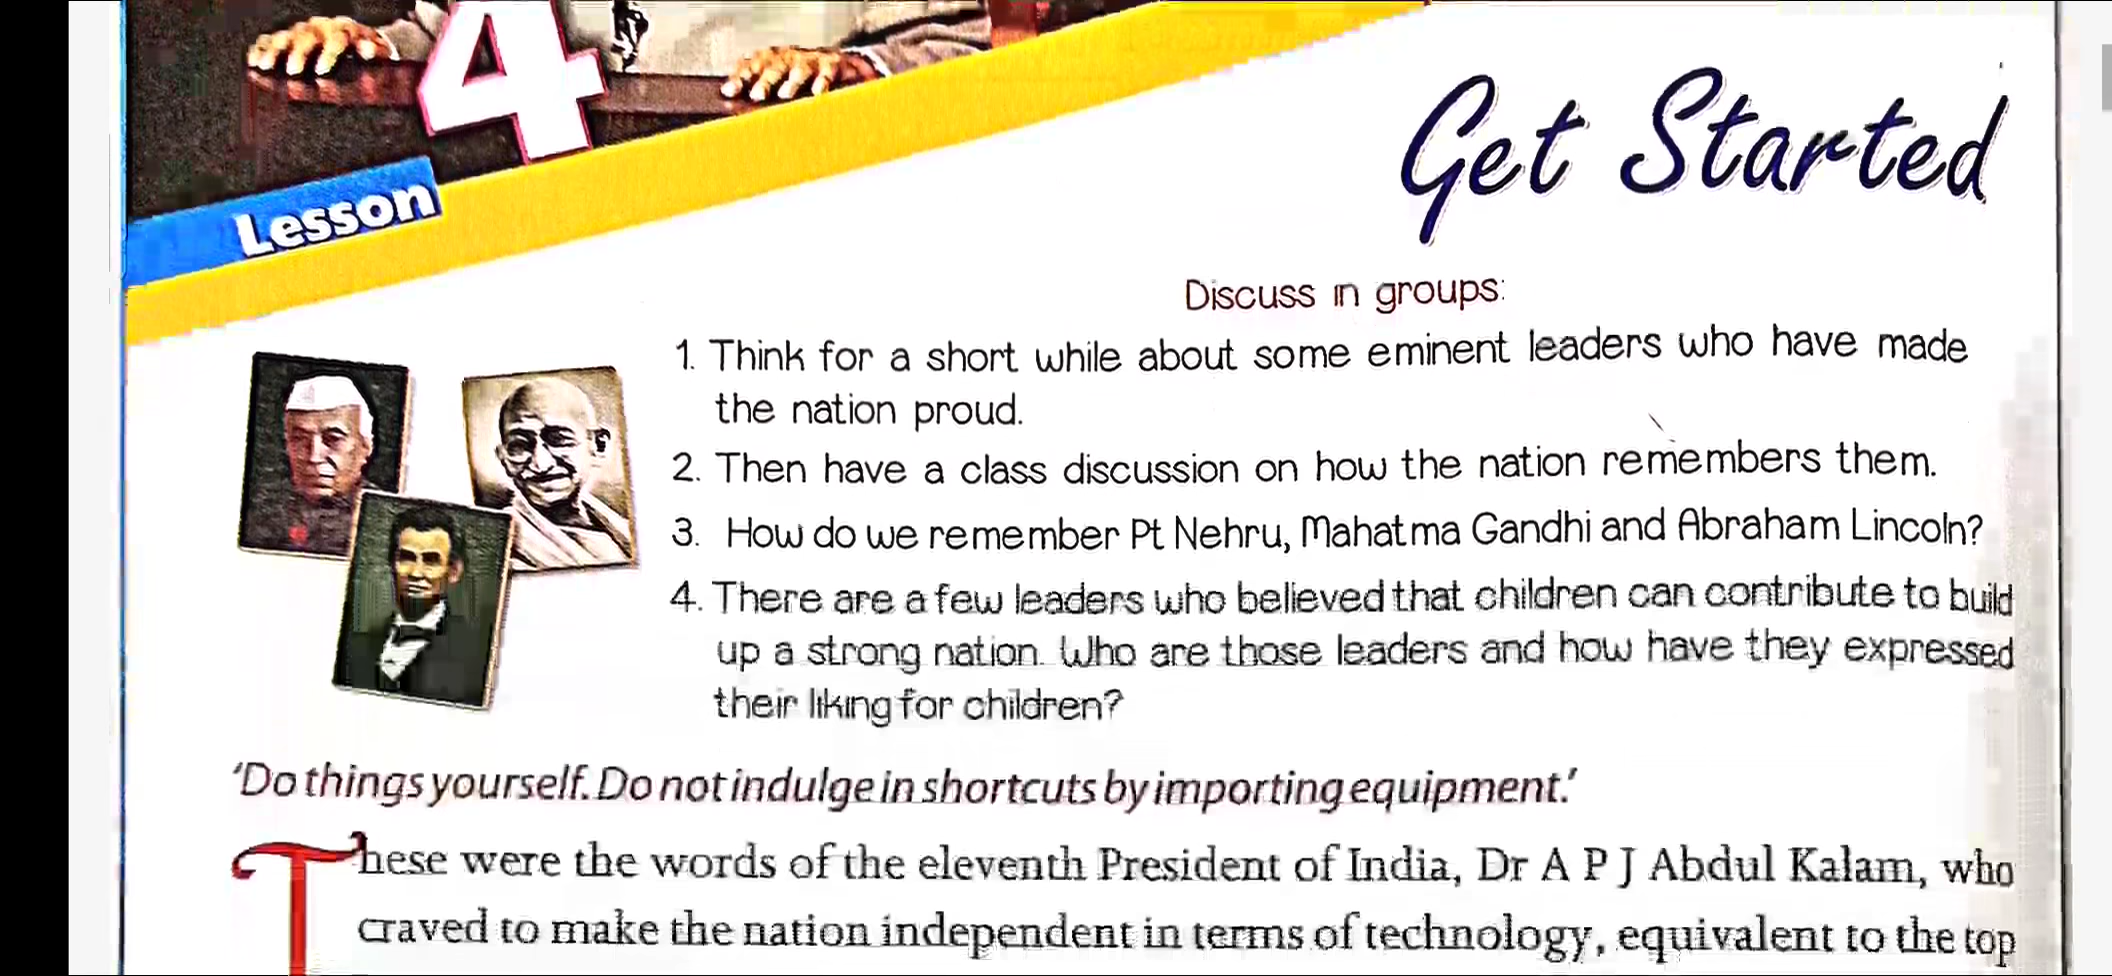 4
Lesson
Get Started
Discuss in groups:
1. Think for a short while about some eminent leaders who have made
the nation proud.
2. Then have a class discussion on how the nation remembers them.
3. How do we remember Pt Nehru, Mahatma Gandhi and Abraham Lincoln?
4. There are a few leaders who believed that children can contribute to build
up a strong nation. Who are those leaders and how have they expressed
their liking for children?
'Do things yourself. Do not indulge in shortcuts by importing equipment.'
These were the words of the eleventh President of India, Dr A P J Abdul Kalam, who
craved to make the nation independent in terms of technology, equivalent to the top